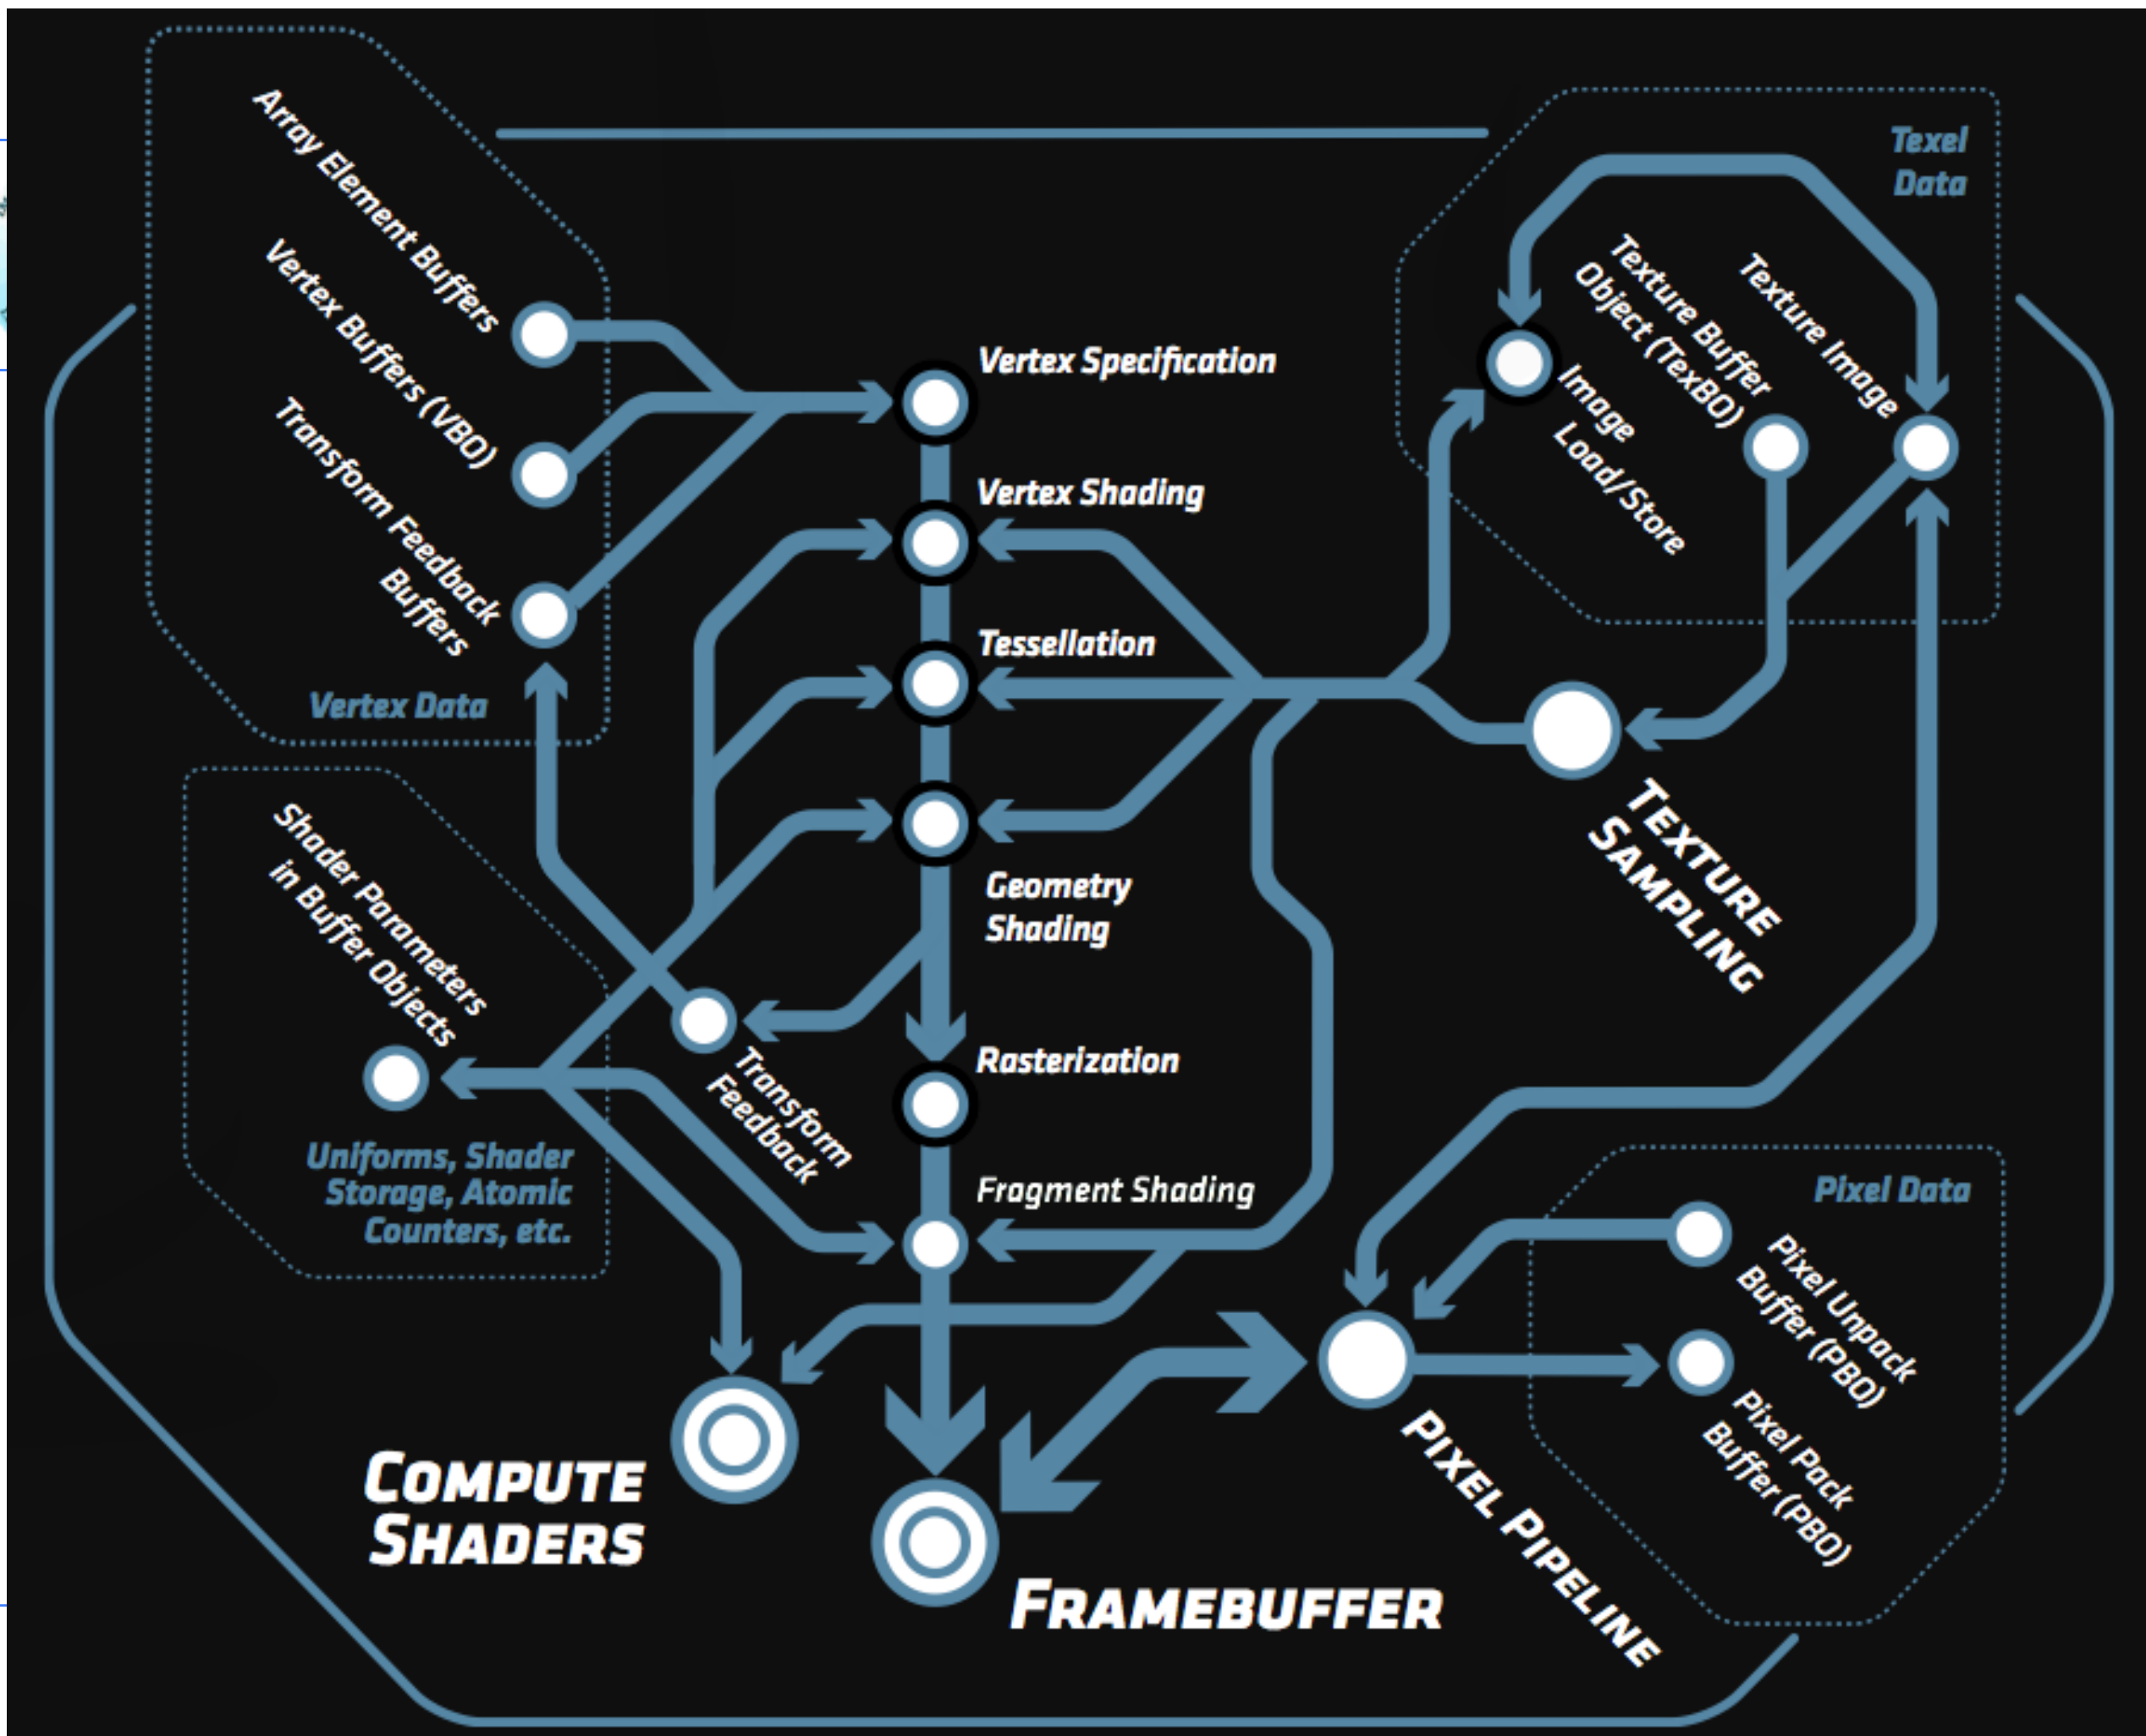 Array Element Buffers
Vertex Buffers (VBO)
Transform Feedback
Buffers
Vertex Data
Shader Parameters
in Buffer Objects
Uniforms, Shader
Storage, Atomic
Counters, etc.
Transform
Feedback
Vertex Specification
Vertex Shading
Tessellation
Geometry
Shading
Rasterization
Fragment Shading
Texel
Data
Texture Image
Texture Buffer
Object (TexBO)
Image
Load/Store
TEXTURE
SAMPLING
Pixel Data
Pixel Unpack
Buffer (PBO)
Pixel Pack
Buffer (PBO)
PIXEL PIPELINE
COMPUTE
SHADERS
FRAMEBUFFER